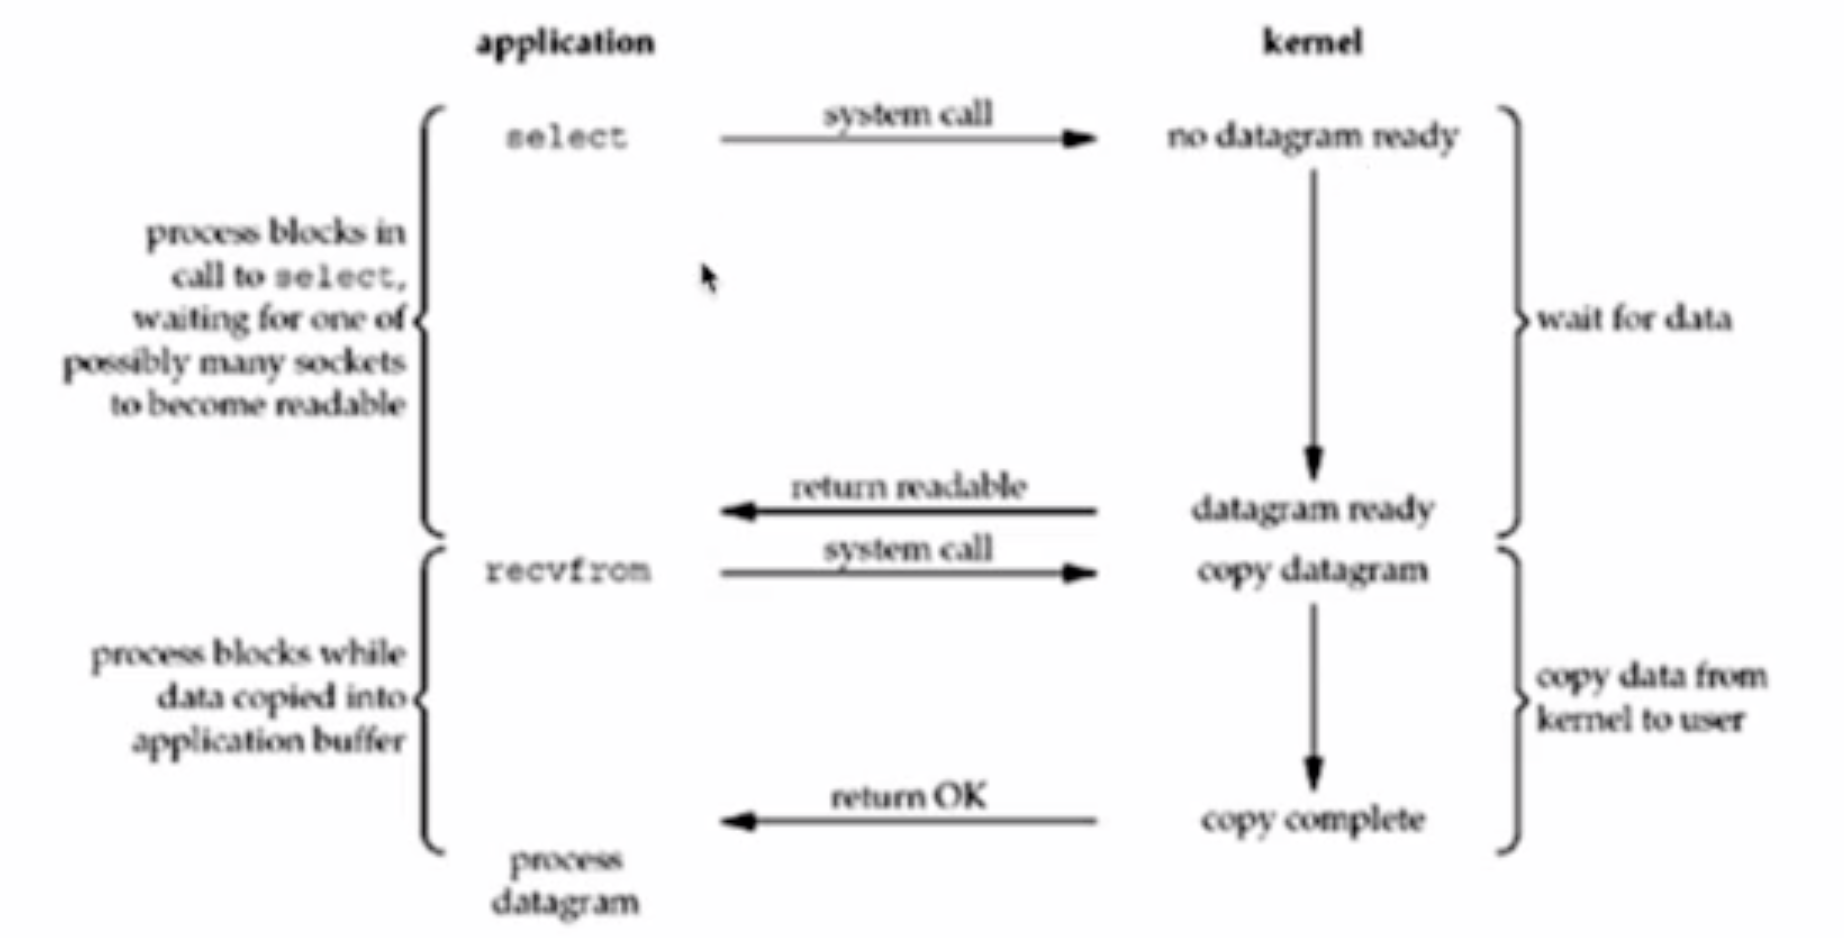 application
kernel
select
system call
no datagram ready
process blocks in
call to select,
waiting for one of
possibly many sockets
to become readable
wait for data
return readable
datagram ready
recvfrom
system call
copy datagram
process blocks while
data copied into
application buffer
copy data from
kernel to user
return OK
copy complete
process
datagram